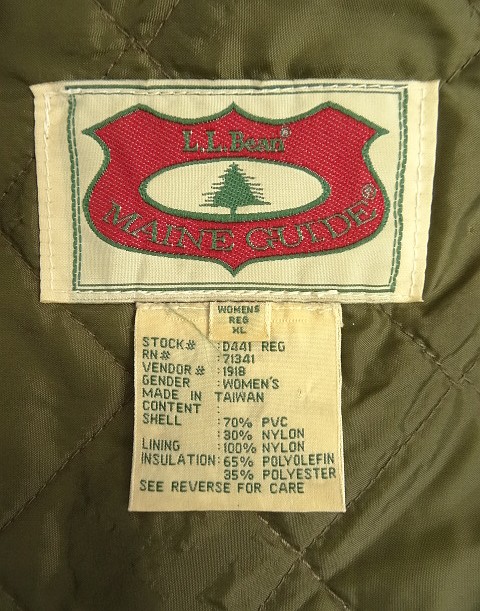 L.L.Bean®
MAINE GUIDE®
WOMENS
REG
XL
STOCK# :D441 REG
RN# :71341
VENDOR# :1918
GENDER :WOMEN'S
MADE IN TAIWAN
CONTENT :
SHELL 70% PVC
:30% NYLON
LINING :100% NYLON
INSULATION:65% POLYOLEFIN
35% POLYESTER
SEE REVERSE FOR CARE